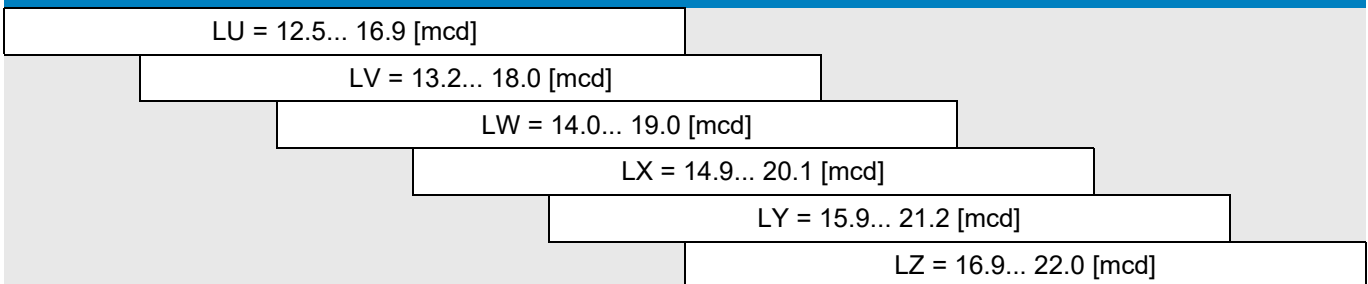 LU = 12.5... 16.9 [mcd]
LV = 13.2... 18.0 [mcd]
LW = 14.0... 19.0 [mcd]
LX = 14.9... 20.1 [mcd]
LY = 15.9... 21.2 [mcd]
LZ = 16.9... 22.0 [mcd]